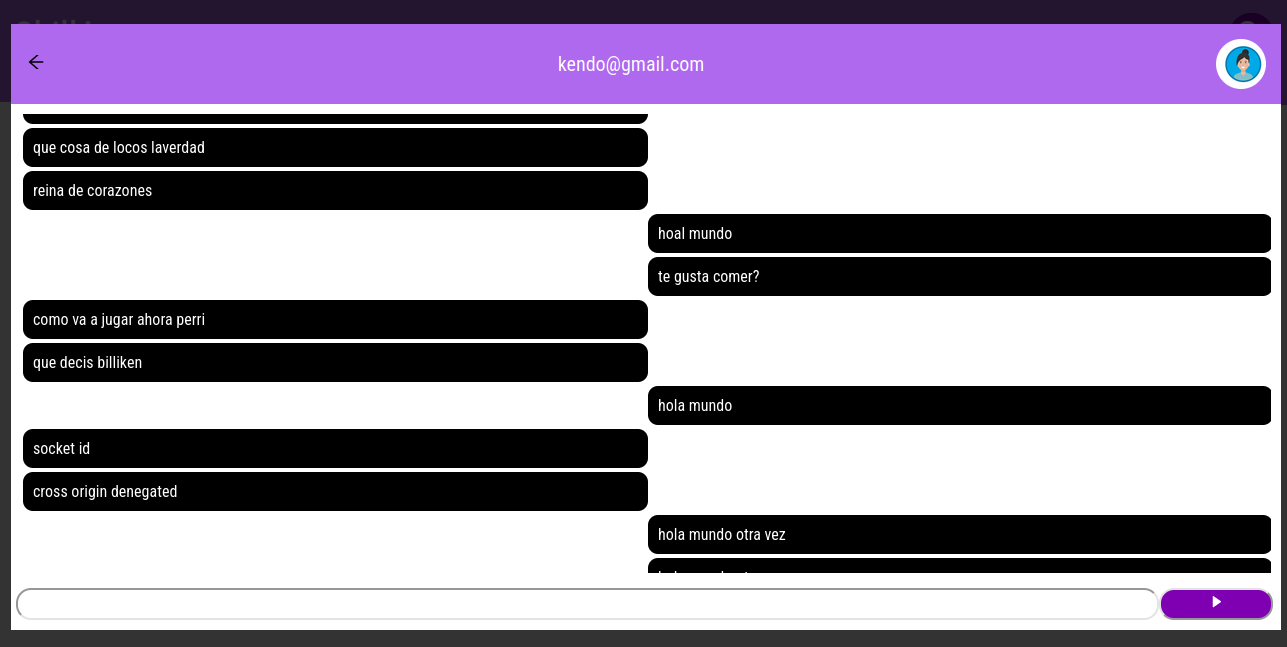 kendo@gmail.com
que cosa de locos laverdad
reina de corazones
hoal mundo
te gusta comer?
como va a jugar ahora perri
que decis billiken
hola mundo
socket id
cross origin denegated
hola mundo otra vez